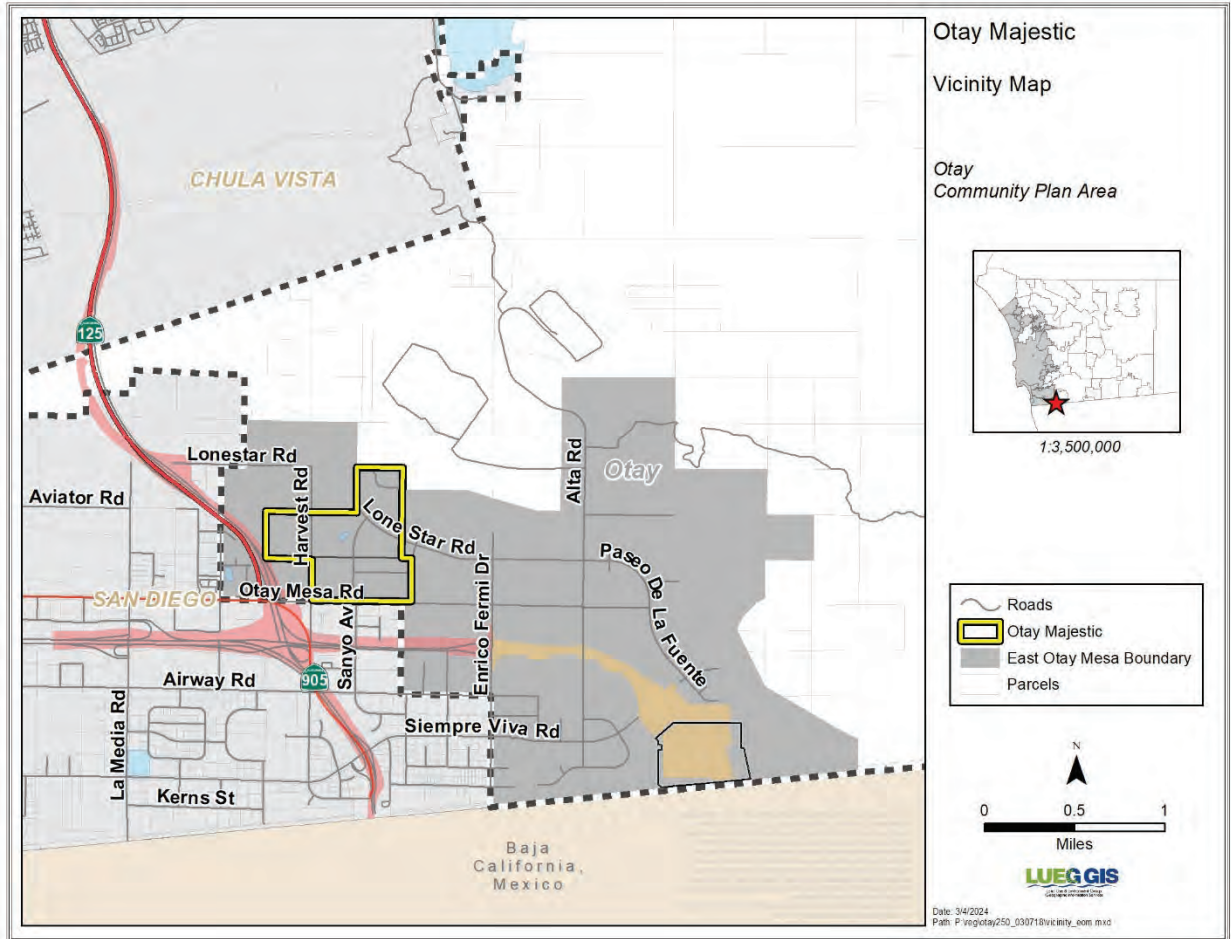 Otay Majestic
Vicinity Map
Otay
Community Plan Area
1:3,500,000
Roads
Otay Majestic
East Otay Mesa Boundary
Parcels
N
0 0.5 1
Miles
LUEG GIS
Date: 3/4/2024
CHULA VISTA
125
Lonestar Rd
Aviator Rd
Harvest Rd
Lone Star Rd
Alta Rd
Otay
Otay Mesa Rd
SAN DIEGO
Sanyo Av
Enrico Fermi Dr
Paseo De La Fuente
Airway Rd
905
La Media Rd
Siempre Viva Rd
Kerns St
Baja
California,
Mexico